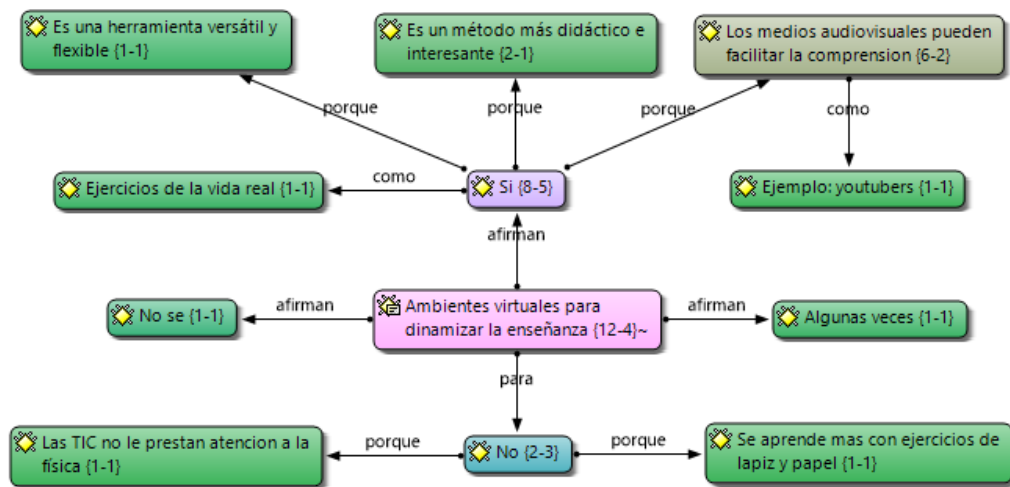 Es una herramienta versátil y
flexible {1-1}
Es un método más didáctico e
interesante {2-1}
Los medios audiovisuales pueden
facilitar la comprension {6-2}
porque
porque
porque
como
Ejercicios de la vida real {1-1}
como
Si {8-5}
Ejemplo: youtubers {1-1}
afirman
No se {1-1}
afirman
Ambientes virtuales para
dinamizar la enseñanza {12-4}~
afirman
Algunas veces {1-1}
para
Las TIC no le prestan atencion a la
física {1-1}
porque
No {2-3}
porque
Se aprende mas con ejercicios de
lapiz y papel {1-1}